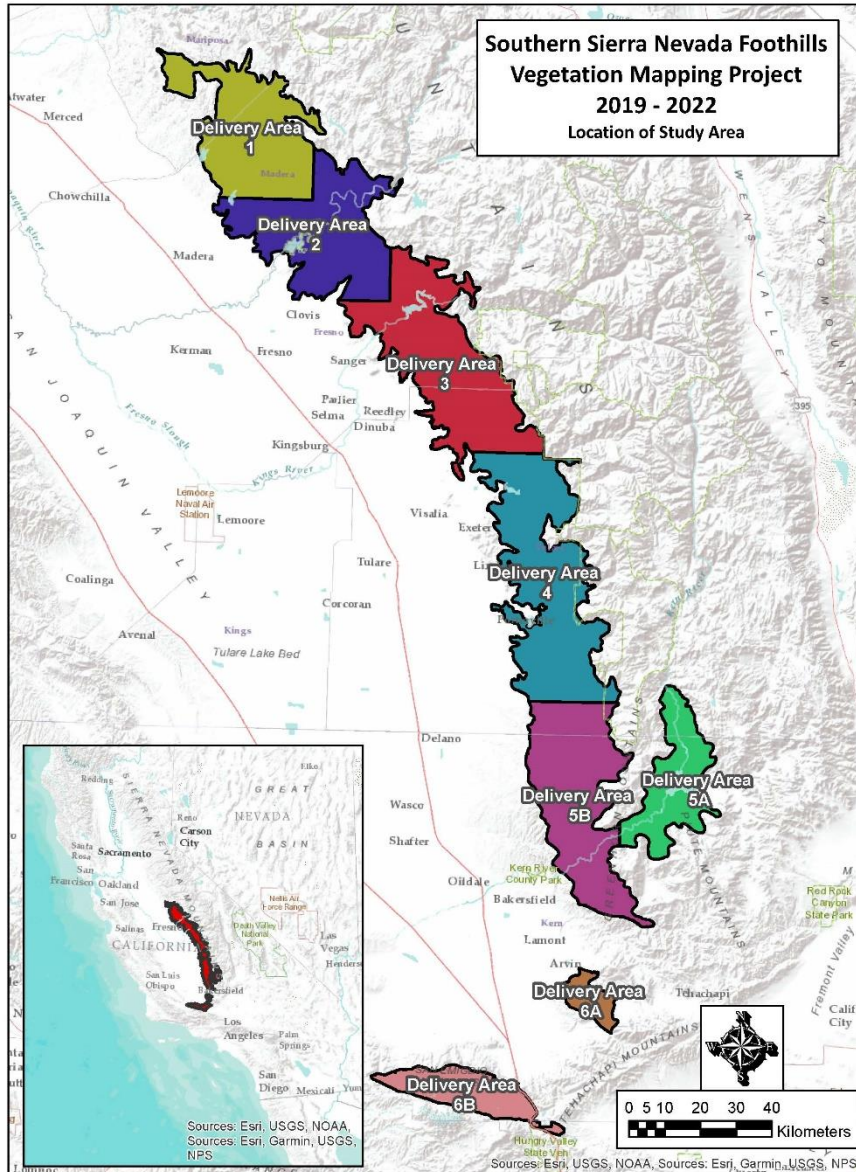 Southern Sierra Nevada Foothills
Vegetation Mapping Project
2019 - 2022
Location of Study Area
Mariposa
Merced
Delivery Area
1
Madera
Chowchilla
Delivery Area
2
Madera
Clovis
Fresno
Kerman
Fresno
Sanger
Delivery Area
3
Parlier
Selma
Reedley
Dinuba
Kingsburg
Fresno Slough
Kings River
JOAQUIN VALLEY
395
Lemoore
Naval Air
Station
Lemoore
Visalia
Exeter
Tulare
Delivery Area
4
Coalinga
Corcoran
Avenal
Kings
Tulare Lake Bed
Delano
Delivery Area
5A
Delivery Area
5B
Wasco
Shafter
Kern River
County Park
Oildale
Bakersfield
Kern
Lamont
Arvin
Red Rock
Canyon
State Park
Fremont Valley
Delivery Area
6A
Tehachapi
TEHACHAPI MOUNTAINS
City
Delivery Area
6B
Hungry Valley
0 5 10 20 30 40
Kilometers
Sources: Esri, USGS, NOAA, Sources: Esri, Garmin, USGS, NPS
Redding
Elko
SIERRA NEVADA
GREAT
BASIN
Reno
NEVADA
Carson
City
Santa
Rosa
Sacramento
San
Francisco
Oakland
San Jose
Nellis Air
Force Range
Death Valley
National
Park
Salinas
Fresno
CALIFORNIA
Las
Vegas
San Luis
Obispo
Bakersfield
Los
Angeles
Palm
Springs
San
Diego
Mexicali
Sources: Esri, USGS, NOAA,
Sources: Esri, Garmin, USGS,
NPS